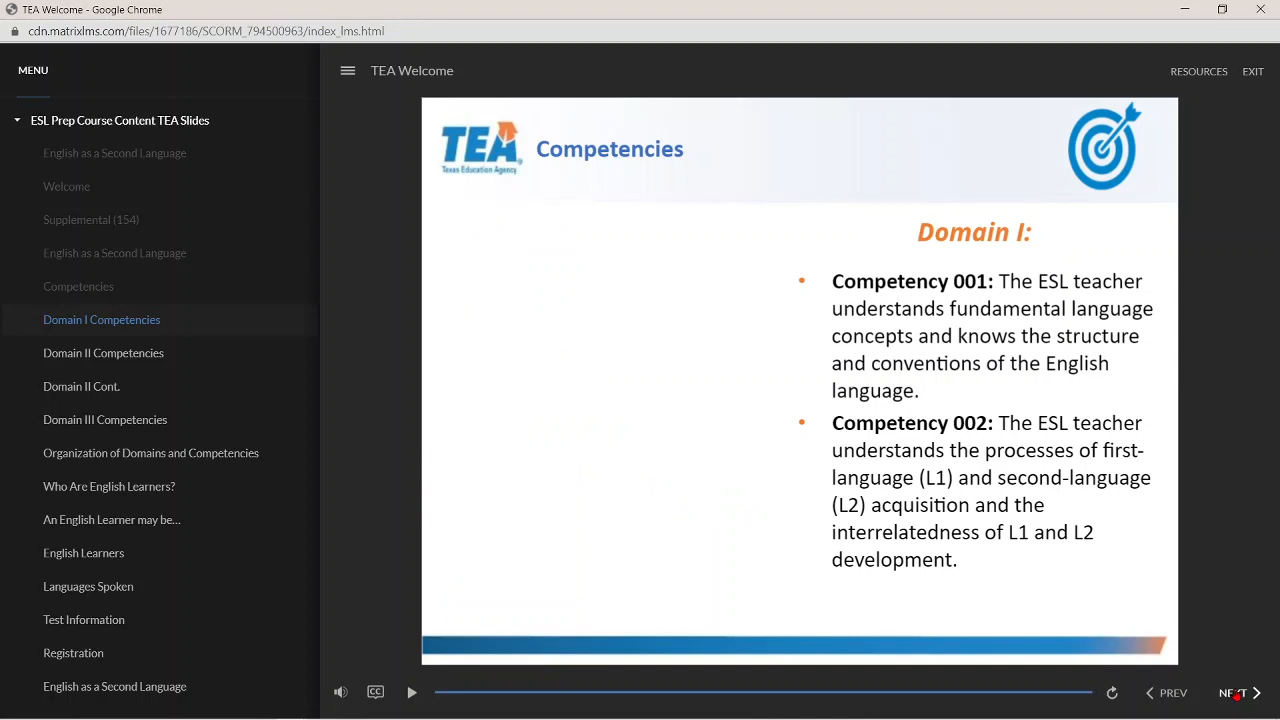 TEA Welcome - Google Chrome
cdn.matrixlms.com/files/1677186/SCORM_794500963/index_lms.html
MENU
TEA Welcome
RESOURCES
EXIT
ESL Prep Course Content TEA Slides
English as a Second Language
Welcome
Supplemental (154)
English as a Second Language
Competencies
Domain I Competencies
Domain II Competencies
Domain II Cont.
Domain III Competencies
Organization of Domains and Competencies
Who Are English Learners?
An English Learner may be...
English Learners
Languages Spoken
Test Information
Registration
English as a Second Language
TEA
Texas Education Agency
Competencies
Domain I:
• Competency 001: The ESL teacher
understands fundamental language
concepts and knows the structure
and conventions of the English
language.
• Competency 002: The ESL teacher
understands the processes of first-
language (L1) and second-language
(L2) acquisition and the
interrelatedness of L1 and L2
development.
CC
PREV
NEXT